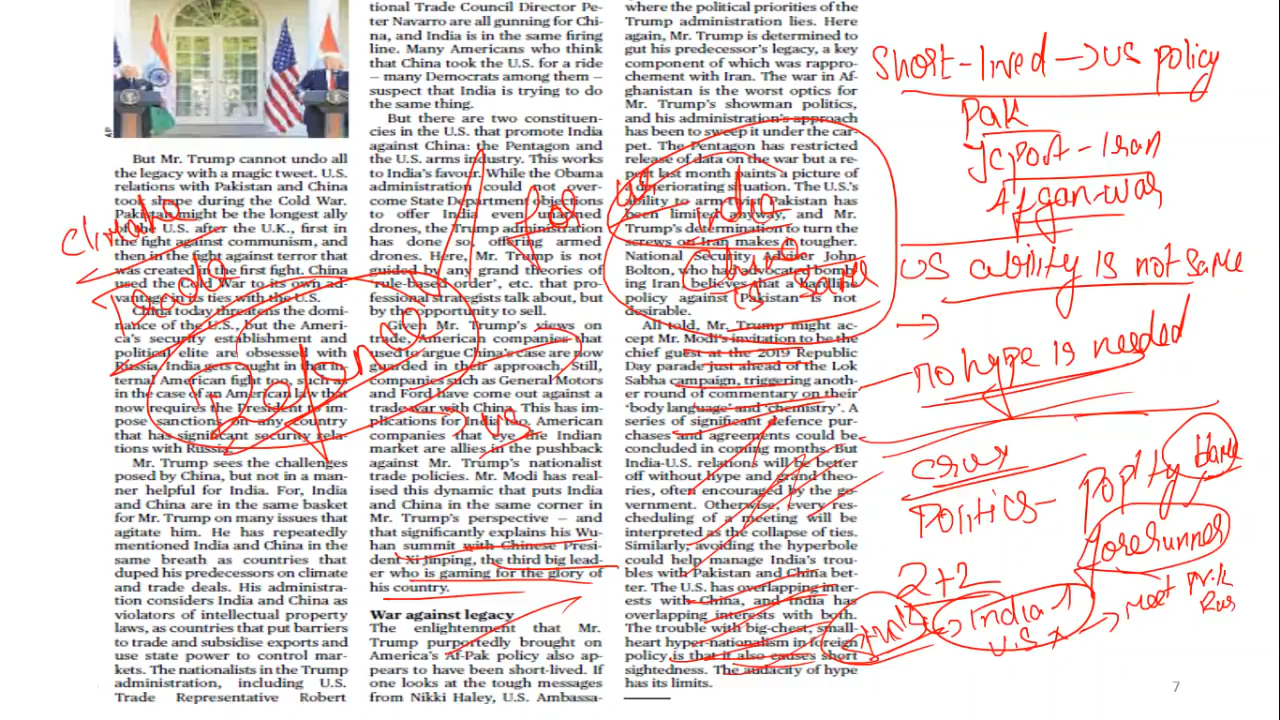 AP
But Mr. Trump cannot undo all
the legacy with a magic tweet. U.S.
relations with Pakistan and China
took shape during the Cold War.
Pakistan might be the longest ally
of the U.S. after the U.K., first in
the fight against communism, and
then in the fight against terror that
was created in the first fight. China
used the Cold War to its own ad-
vantage in its ties with the U.S.
China today threatens the domi-
nance of the U.S., but the Ameri-
ca's security establishment and
political elite are obsessed with
Russia. India gets caught in that in-
ternal American fight too, such as
in the case of an American law that
now requires the President to im-
pose sanctions on any country
that has significant security rela-
tions with Russia.
Mr. Trump sees the challenges
posed by China, but not in a man-
ner helpful for India. For, India
and China are in the same basket
for Mr. Trump on many issues that
agitate him. He has repeatedly
mentioned India and China in the
same breath as countries that
duped his predecessors on climate
and trade deals. His administra-
tion considers India and China as
violators of intellectual property
laws, as countries that put barriers
to trade and subsidise exports and
use state power to control mar-
kets. The nationalists in the Trump
administration, including U.S.
Trade Representative Robert
tional Trade Council Director Pe-
ter Navarro are all gunning for Chi-
na, and India is in the same firing
line. Many Americans who think
that China took the U.S. for a ride
— many Democrats among them —
suspect that India is trying to do
the same thing.
But there are two constituen-
cies in the U.S. that promote India
against China: the Pentagon and
the U.S. arms industry. This works
to India's favour. While the Obama
administration could not over-
come State Department objections
to offer India even unarmed
drones, the Trump administration
has done so, offering armed
drones. Here, Mr. Trump is not
guided by any grand theories of
'rule-based order', etc. that pro-
fessional strategists talk about, but
by the opportunity to sell.
Given Mr. Trump's views on
trade, American companies that
used to argue China's case are now
guarded in their approach. Still,
companies such as General Motors
and Ford have come out against a
trade war with China. This has im-
plications for India too. American
companies that eye the Indian
market are allies in the pushback
against Mr. Trump's nationalist
trade policies. Mr. Modi has real-
ised this dynamic that puts India
and China in the same corner in
Mr. Trump's perspective — and
that significantly explains his Wu-
han summit with Chinese Presi-
dent Xi Jinping, the third big lead-
er who is gaming for the glory of
his country.
War against legacy
The enlightenment that Mr.
Trump purportedly brought on
America's Af-Pak policy also ap-
pears to have been short-lived. If
one looks at the tough messages
from Nikki Haley, U.S. Ambassa-
where the political priorities of the
Trump administration lies. Here
again, Mr. Trump is determined to
gut his predecessor's legacy, a key
component of which was rappro-
chement with Iran. The war in Af-
ghanistan is the worst optics for
Mr. Trump's showman politics,
and his administration's approach
has been to sweep it under the car-
pet. The Pentagon has restricted
release of data on the war but a re-
port last month paints a picture of
deteriorating situation. The U.S.'s
ability to arm twist Pakistan has
been limited anyway, and Mr.
Trump's determination to turn the
screws on Iran makes it tougher.
National Security Adviser John
Bolton, who had advocated bomb-
ing Iran, believes that a hardline
policy against Pakistan is not
desirable.
All told, Mr. Trump might ac-
cept Mr. Modi's invitation to be the
chief guest at the 2019 Republic
Day parade just ahead of the Lok
Sabha campaign, triggering anoth-
er round of commentary on their
'body language' and 'chemistry'. A
series of significant defence pur-
chases and agreements could be
concluded in coming months. But
India-U.S. relations will be better
off without hype and grand theo-
ries, often encouraged by the go-
vernment. Otherwise, every res-
cheduling of a meeting will be
interpreted as the collapse of ties.
Similarly, avoiding the hyperbole
could help manage India's trou-
bles with Pakistan and China bet-
ter. The U.S. has overlapping inter-
ests with China, and India has
overlapping interests with both.
The trouble with big-chest, small-
heart hyper-nationalism in foreign
policy is that it also causes short
sightedness. The audacity of hype
has its limits.
climate
Trade
Defence
for
US
India
China
is same
Short-lived → US policy
Pak
Iran
Afgan-war
US ability is not same
→
no hype is needed
Politics-
forerunner
2+2
India
U.S
meet
7